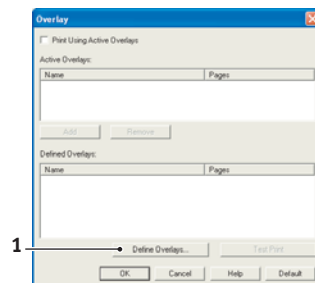 Overlay
Print Using Active Overlays
Active Overlays:
Name Pages
Add Remove
Defined Overlays:
Name Pages
1
Define Overlays... Test Print
OK Cancel Help Default